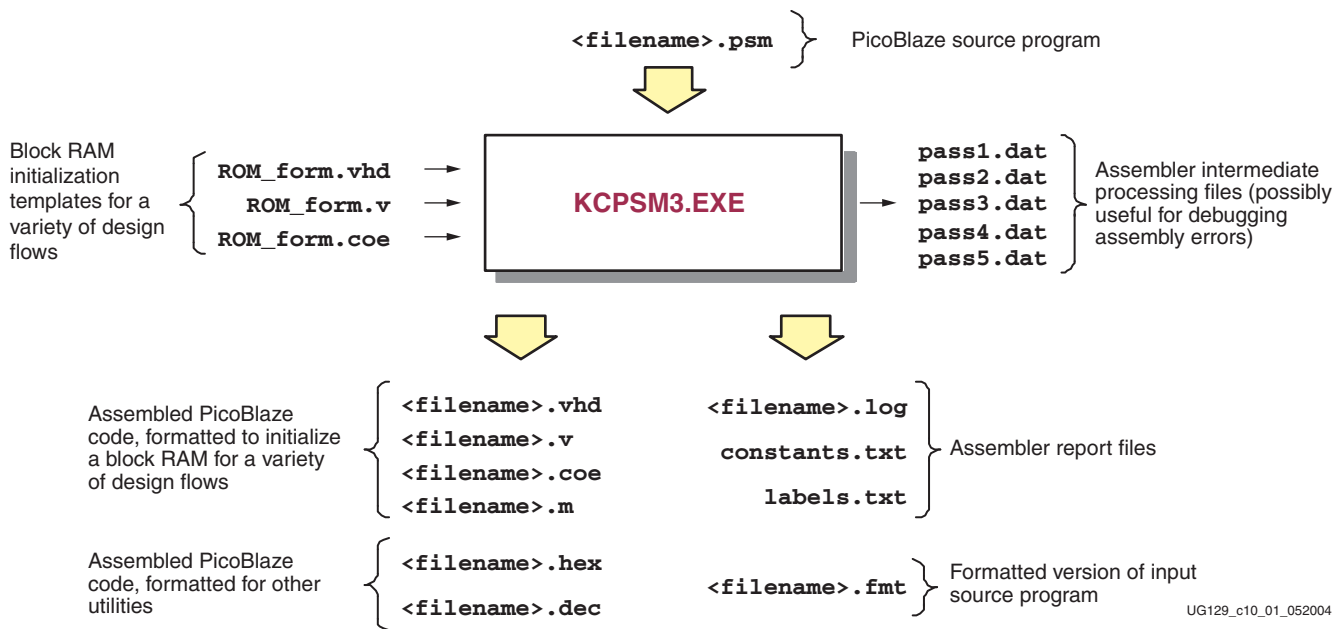 <filename>.psm
PicoBlaze source program
Block RAM
initialization
templates for a
variety of design
flows
ROM_form.vhd
ROM_form.v
ROM_form.coe
KCPSM3.EXE
pass1.dat
pass2.dat
pass3.dat
pass4.dat
pass5.dat
Assembler intermediate
processing files (possibly
useful for debugging
assembly errors)
Assembled PicoBlaze
code, formatted to initialize
a block RAM for a variety
of design flows
<filename>.vhd
<filename>.v
<filename>.coe
<filename>.m
<filename>.log
constants.txt
labels.txt
Assembler report files
Assembled PicoBlaze
code, formatted for other
utilities
<filename>.hex
<filename>.dec
<filename>.fmt
Formatted version of input
source program
UG129_c10_01_052004